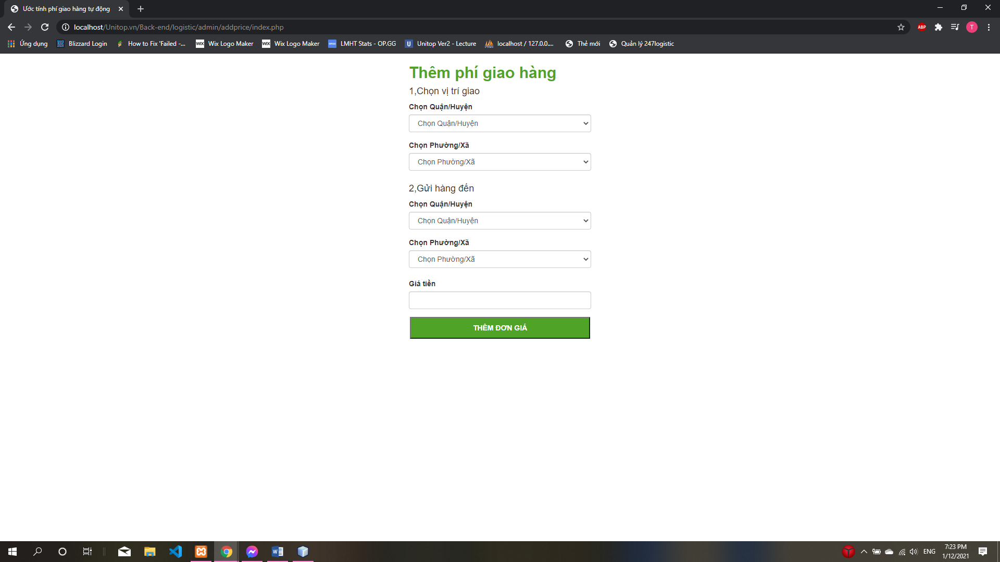 Ước tính phí giao hàng tự động
localhost/Unitop.vn/Back-end/logistic/admin/addprice/index.php
ABP
T
Ứng dụng
Blizzard Login
How to Fix 'Failed -...
WIX Wix Logo Maker
WIX Wix Logo Maker
LMHT Stats - OP.GG
U Unitop Ver2 - Lecture
localhost / 127.0.0....
Thẻ mới
Quản lý 247logistic
Thêm phí giao hàng
1,Chọn vị trí giao
Chọn Quận/Huyện
Chọn Quận/Huyện
Chọn Phường/Xã
Chọn Phường/Xã
2,Gửi hàng đến
Chọn Quận/Huyện
Chọn Quận/Huyện
Chọn Phường/Xã
Chọn Phường/Xã
Giá tiền
THÊM ĐƠN GIÁ
ENG
7:23 PM
1/12/2021